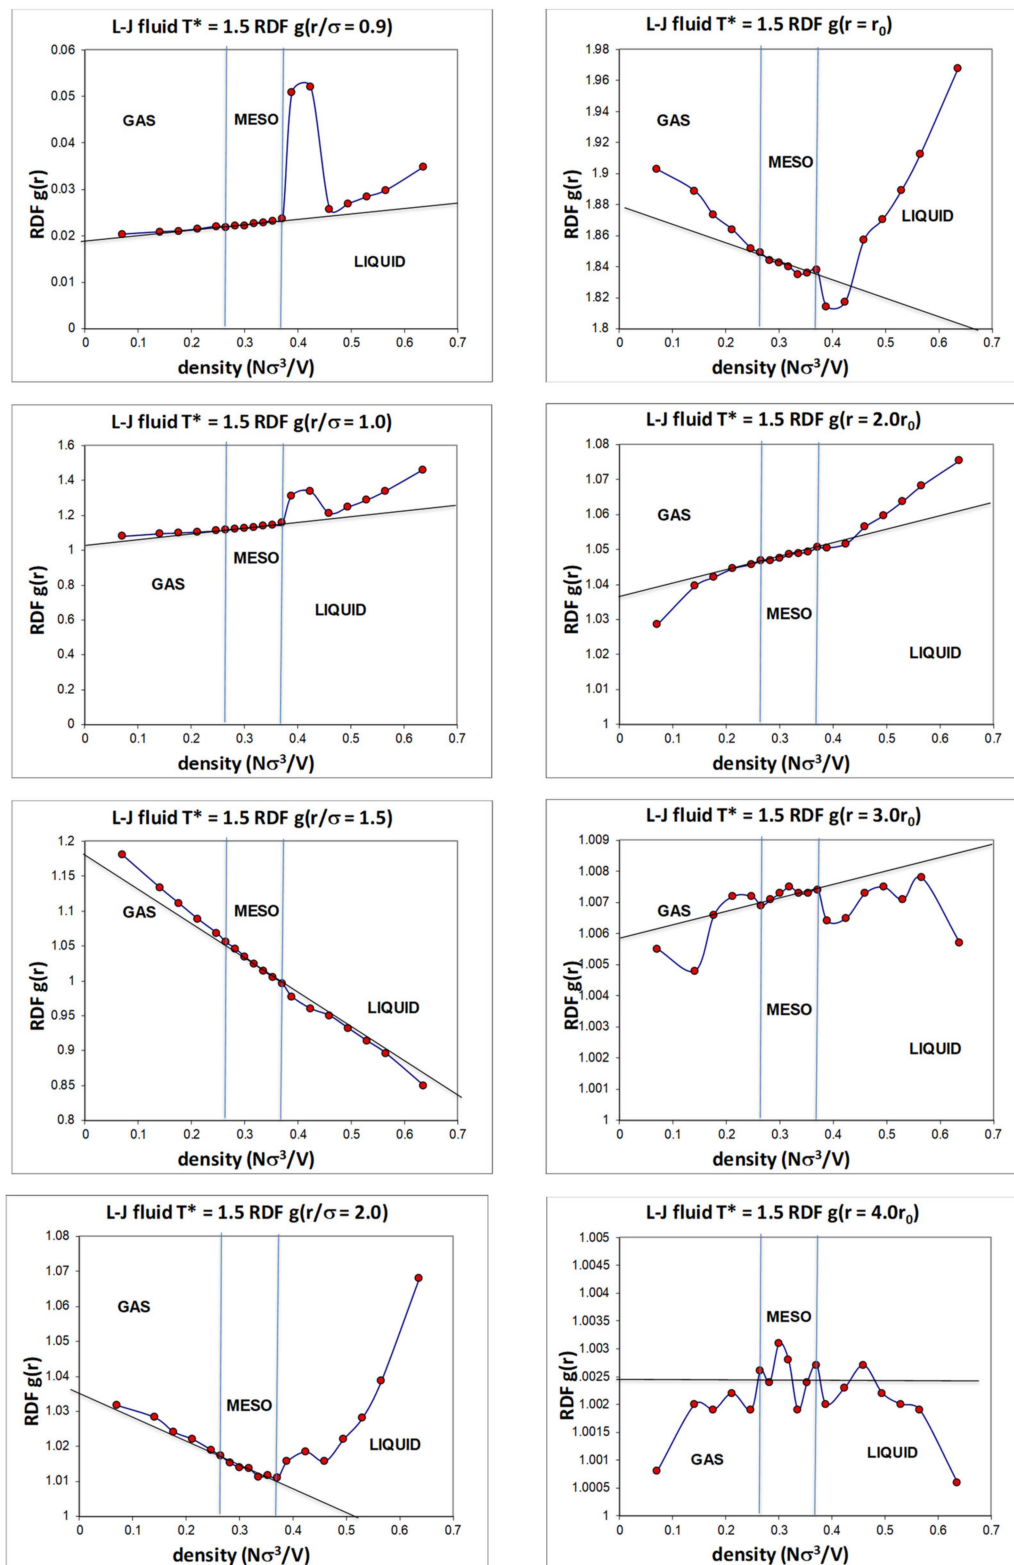 L-J fluid T* = 1.5 RDF g(r/σ = 0.9)
0.06
0.05
0.04
0.03
0.02
0.01
0
RDF g(r)
GAS
MESO
LIQUID
0 0.1 0.2 0.3 0.4 0.5 0.6 0.7
density (Nσ³/V)
L-J fluid T* = 1.5 RDF g(r = r₀)
1.98
1.96
1.94
1.92
1.9
1.88
1.86
1.84
1.82
1.8
RDF g(r)
GAS
MESO
LIQUID
0 0.1 0.2 0.3 0.4 0.5 0.6 0.7
density (Nσ³/V)
L-J fluid T* = 1.5 RDF g(r/σ = 1.0)
1.6
1.4
1.2
1
0.8
0.6
0.4
0.2
0
RDF g(r)
GAS
MESO
LIQUID
0 0.1 0.2 0.3 0.4 0.5 0.6 0.7
density (Nσ³/V)
L-J fluid T* = 1.5 RDF g(r = 2.0r₀)
1.08
1.07
1.06
1.05
1.04
1.03
1.02
1.01
1
RDF g(r)
GAS
MESO
LIQUID
0 0.1 0.2 0.3 0.4 0.5 0.6 0.7
density (Nσ³/V)
L-J fluid T* = 1.5 RDF g(r/σ = 1.5)
1.2
1.15
1.1
1.05
1
0.95
0.9
0.85
0.8
RDF g(r)
GAS
MESO
LIQUID
0 0.1 0.2 0.3 0.4 0.5 0.6 0.7
density (Nσ³/V)
L-J fluid T* = 1.5 RDF g(r = 3.0r₀)
1.009
1.008
1.007
1.006
1.005
1.004
1.003
1.002
1.001
1
RDF g(r)
GAS
MESO
LIQUID
0 0.1 0.2 0.3 0.4 0.5 0.6 0.7
density (Nσ³/V)
L-J fluid T* = 1.5 RDF g(r/σ = 2.0)
1.08
1.07
1.06
1.05
1.04
1.03
1.02
1.01
1
RDF g(r)
GAS
MESO
LIQUID
0 0.1 0.2 0.3 0.4 0.5 0.6 0.7
density (Nσ³/V)
L-J fluid T* = 1.5 RDF g(r = 4.0r₀)
1.005
1.0045
1.004
1.0035
1.003
1.0025
1.002
1.0015
1.001
1.0005
1
RDF g(r)
MESO
GAS
LIQUID
0 0.1 0.2 0.3 0.4 0.5 0.6 0.7
density (Nσ³/V)